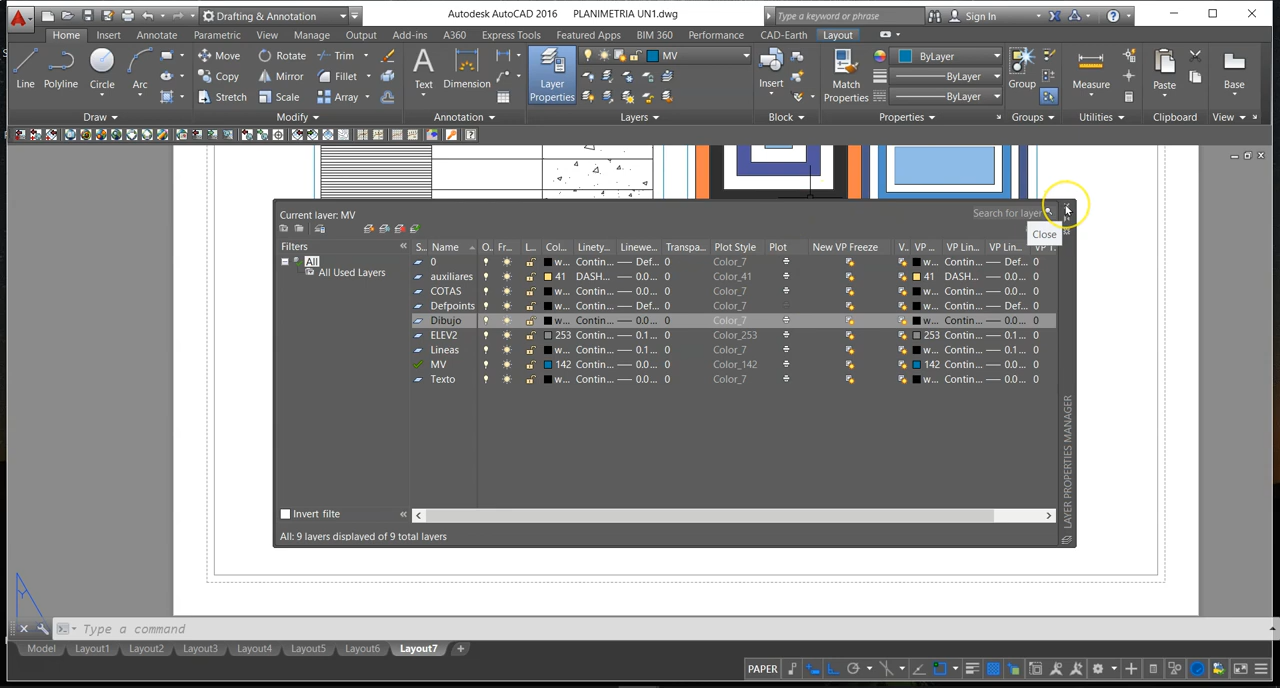 Drafting & Annotation
Autodesk AutoCAD 2016 PLANIMETRIA UN1.dwg
Type a keyword or phrase
Sign In
Home Insert Annotate Parametric View Manage Output Add-ins A360 Express Tools Featured Apps BIM 360 Performance CAD-Earth Layout
Line Polyline Circle Arc
Move Rotate Trim
Copy Mirror Fillet
Stretch Scale Array
Text Dimension
Layer Properties
MV
Insert
Match Properties
ByLayer
ByLayer
ByLayer
Group Measure Paste Base
Draw Modify Annotation Layers Block Properties Groups Utilities Clipboard View
Current layer: MV
Search for layer
Close
Filters
All
All Used Layers
S.. Name O.. Fr... L... Col... Linety... Linewe... Transpa... Plot Style Plot New VP Freeze V.. VP ... VP Lin... VP Lin... VP T...
0 w... Contin... Def... 0 Color_7 w... Contin... Def... 0
auxiliares 41 DASH... 0.0... 0 Color_41 41 DASH... 0.0... 0
COTAS w... Contin... 0.0... 0 Color_7 w... Contin... 0.0... 0
Defpoints w... Contin... Def... 0 Color_7 w... Contin... Def... 0
Dibujo w... Contin... 0.0... 0 Color_7 w... Contin... 0.0... 0
ELEV2 253 Contin... 0.1... 0 Color_253 253 Contin... 0.1... 0
Lineas w... Contin... 0.1... 0 Color_7 w... Contin... 0.1... 0
MV 142 Contin... 0.0... 0 Color_142 142 Contin... 0.0... 0
Texto w... Contin... 0.0... 0 Color_7 w... Contin... 0.0... 0
LAYER PROPERTIES MANAGER
Invert filte
All: 9 layers displayed of 9 total layers
Y
Type a command
Model Layout1 Layout2 Layout3 Layout4 Layout5 Layout6 Layout7
PAPER